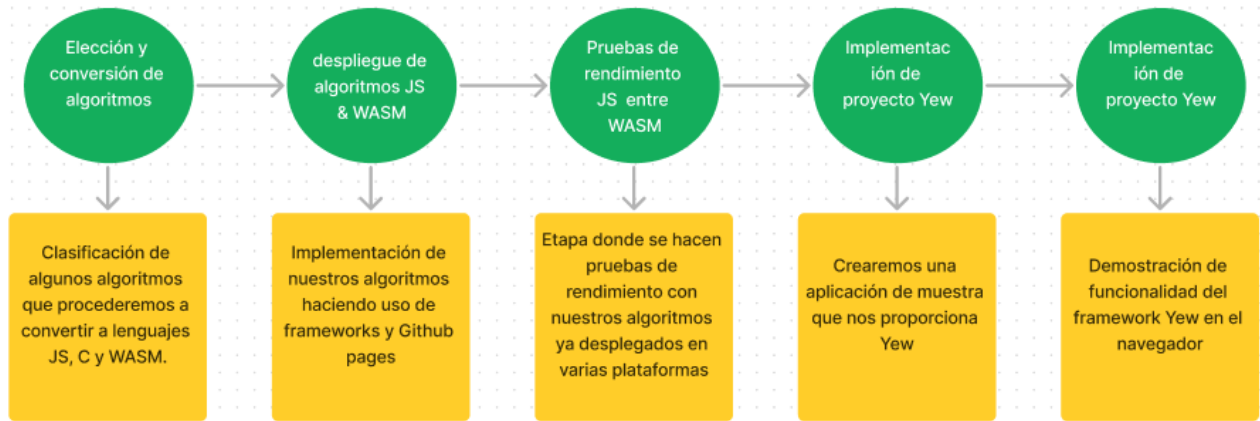 Elección y
conversión de
algoritmos
despliegue de
algoritmos JS
& WASM
Pruebas de
rendimiento
JS entre
WASM
Implementac
ión de
proyecto Yew
Implementac
ión de
proyecto Yew
Clasificación de
algunos algoritmos
que procederemos a
convertir a lenguajes
JS, C y WASM.
Implementación de
nuestros algoritmos
haciendo uso de
frameworks y Github
pages
Etapa donde se hacen
pruebas de
rendimiento con
nuestros algoritmos
ya desplegados en
varias plataformas
Crearemos una
aplicación de muestra
que nos proporciona
Yew
Demostración de
funcionalidad del
framework Yew en el
navegador